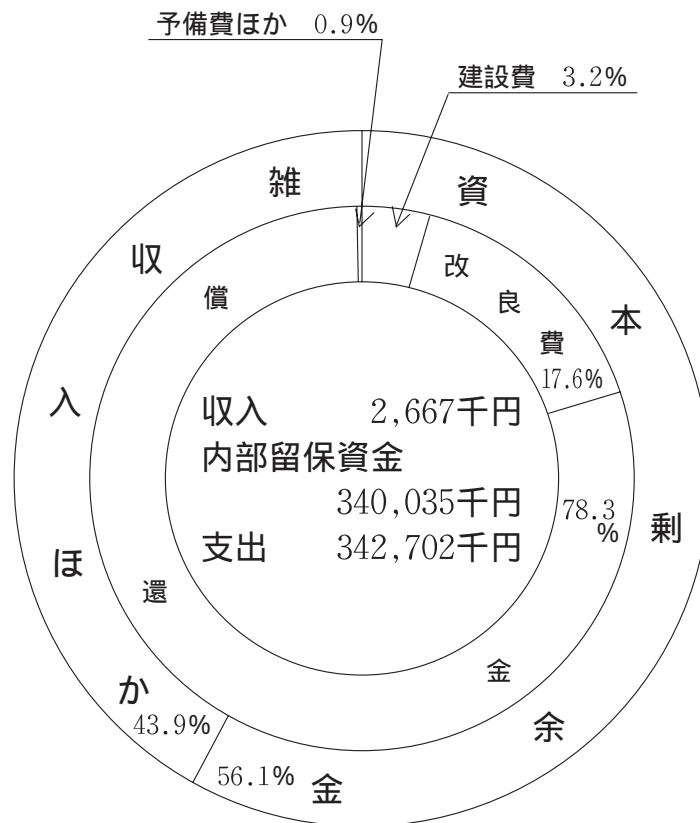 予備費ほか 0.9%
建設費 3.2%
資本剰余金
56.1%
雑収入ほか
43.9%
改良費
17.6%
償還金
78.3
%
収入 2,667千円
内部留保資金
340,035千円
支出 342,702千円